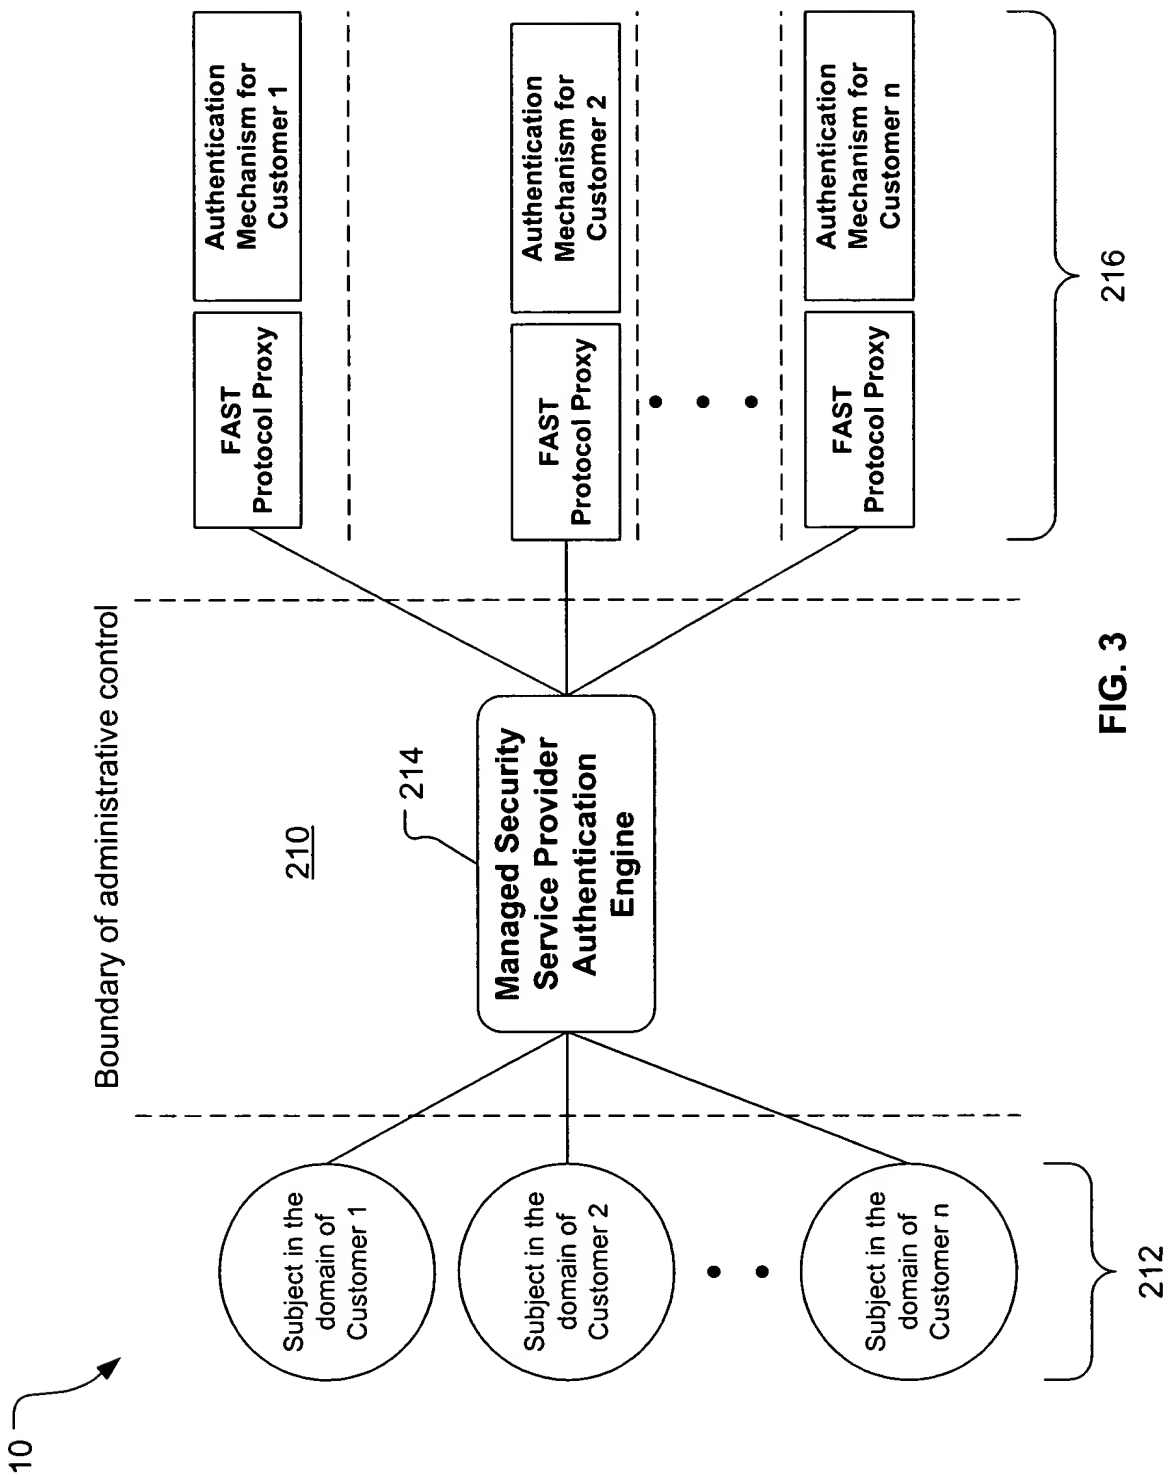 10
Boundary of administrative control
210
Subject in the
domain of
Customer 1
Subject in the
domain of
Customer 2
Subject in the
domain of
Customer n
212
214
Managed Security
Service Provider
Authentication
Engine
FAST
Protocol Proxy
Authentication
Mechanism for
Customer 1
FAST
Protocol Proxy
Authentication
Mechanism for
Customer 2
FAST
Protocol Proxy
Authentication
Mechanism for
Customer n
216
FIG. 3